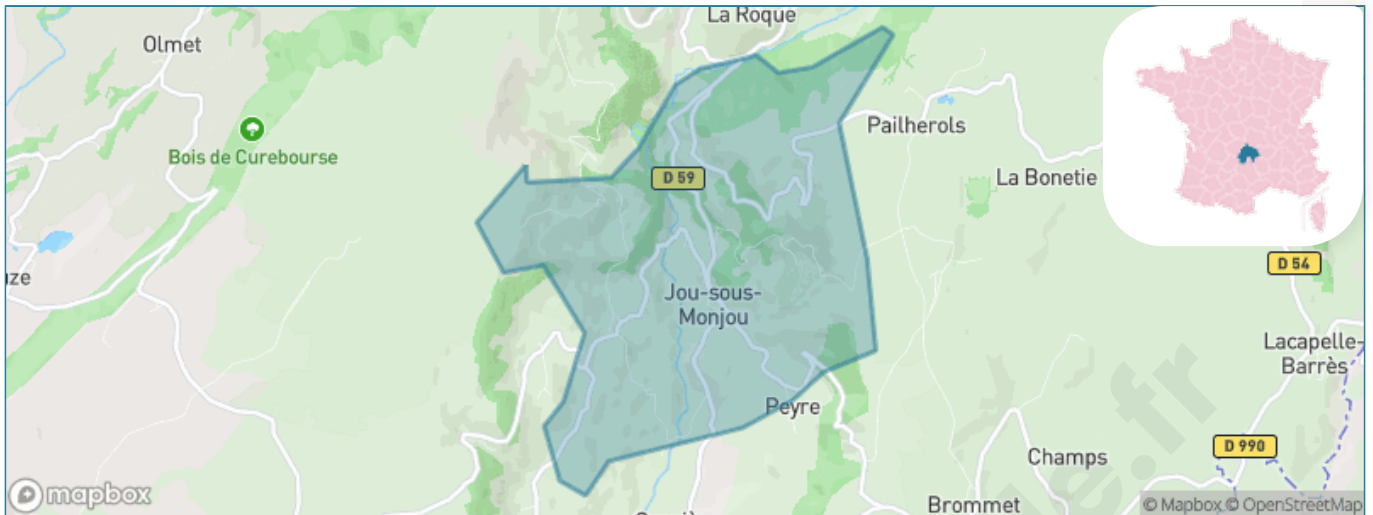 La Roque
Olmet
Pailherols
Bois de Curebourse
D 59
La Bonetie
D 54
Jou-sous-
Monjou
Lacapelle-
Barrès
Peyre
D 990
Champs
mapbox
Brommet
© Mapbox © OpenStreetMap